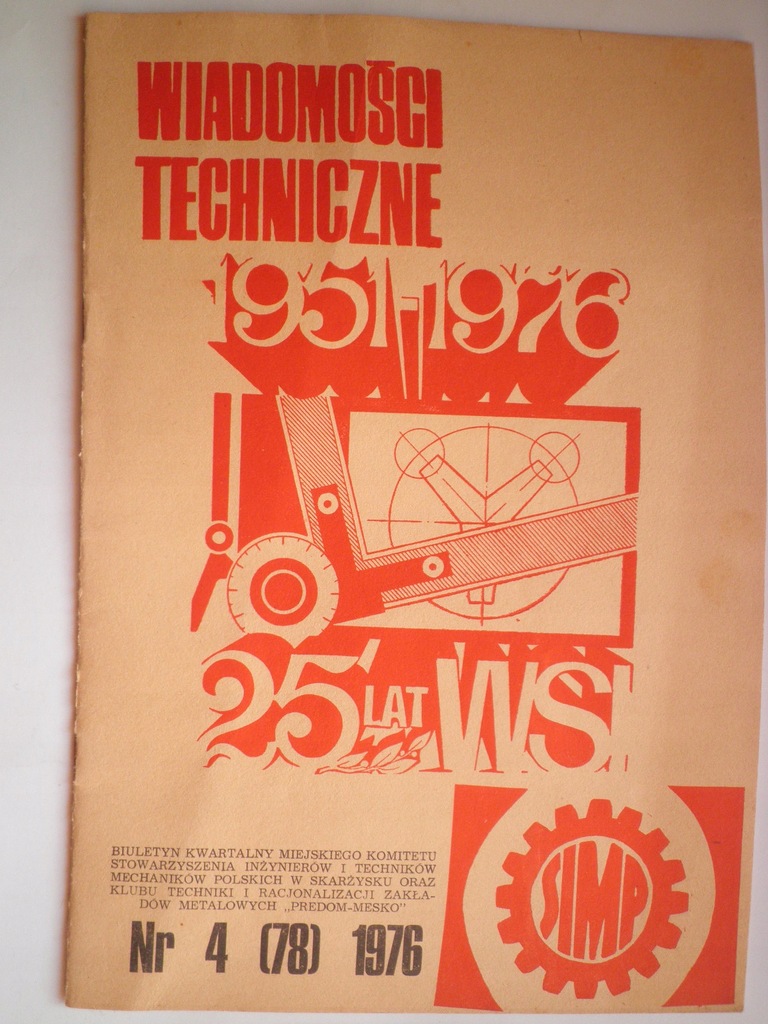 WIADOMOŚCI
TECHNICZNE
1951-1976
25 LAT WSI
BIULETYN KWARTALNY MIEJSKIEGO KOMITETU
STOWARZYSZENIA INŻYNIERÓW I TECHNIKÓW
MECHANIKÓW POLSKICH W SKARŻYSKU ORAZ
KLUBU TECHNIKI I RACJONALIZACJI ZAKŁA-
DÓW METALOWYCH „PREDOM-MESKO"
Nr 4 (78) 1976
SIMP